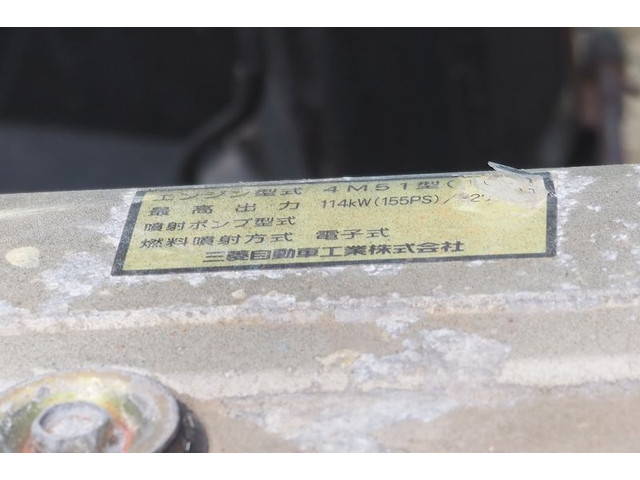 エンジン型式 4M51型
最高出力 114kW(155PS)/
噴射ポンプ型式
燃料噴射方式 電子式
三菱自動車工業株式会社